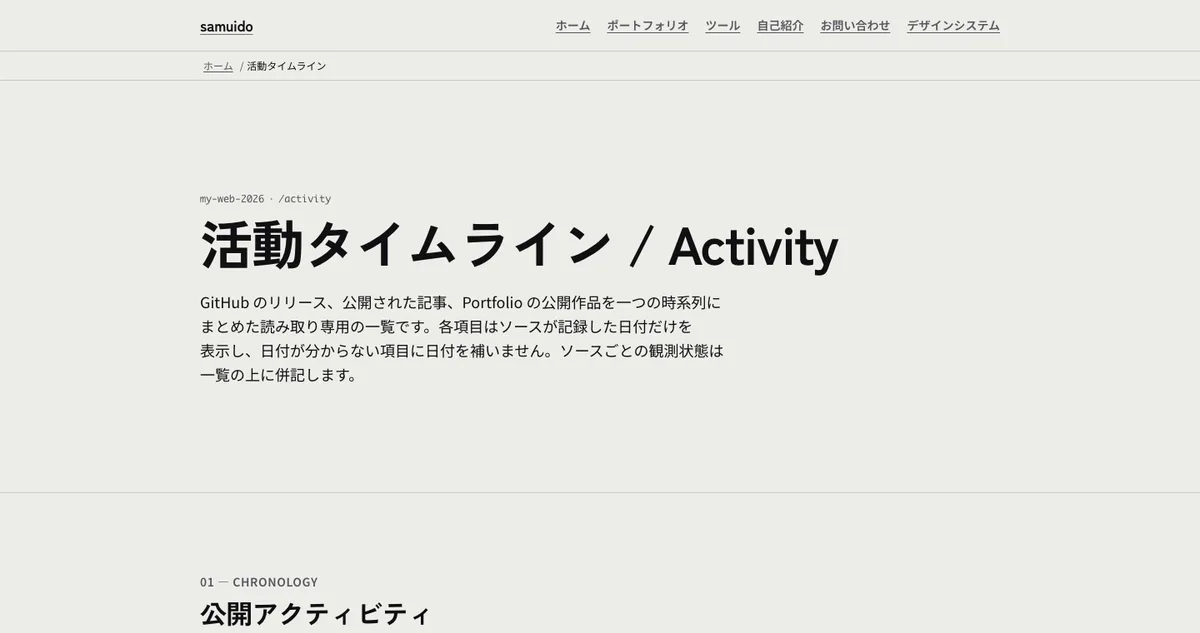 samuido
ホーム ポートフォリオ ツール 自己紹介 お問い合わせ デザインシステム
ホーム / 活動タイムライン
my-web-2026 · /activity
活動タイムライン / Activity
GitHub のリリース、公開された記事、Portfolio の公開作品を一つの時系列に
まとめた読み取り専用の一覧です。各項目はソースが記録した日付だけを
表示し、日付が分からない項目に日付を補いません。ソースごとの観測状態は
一覧の上に併記します。
01 — CHRONOLOGY
公開アクティビティ